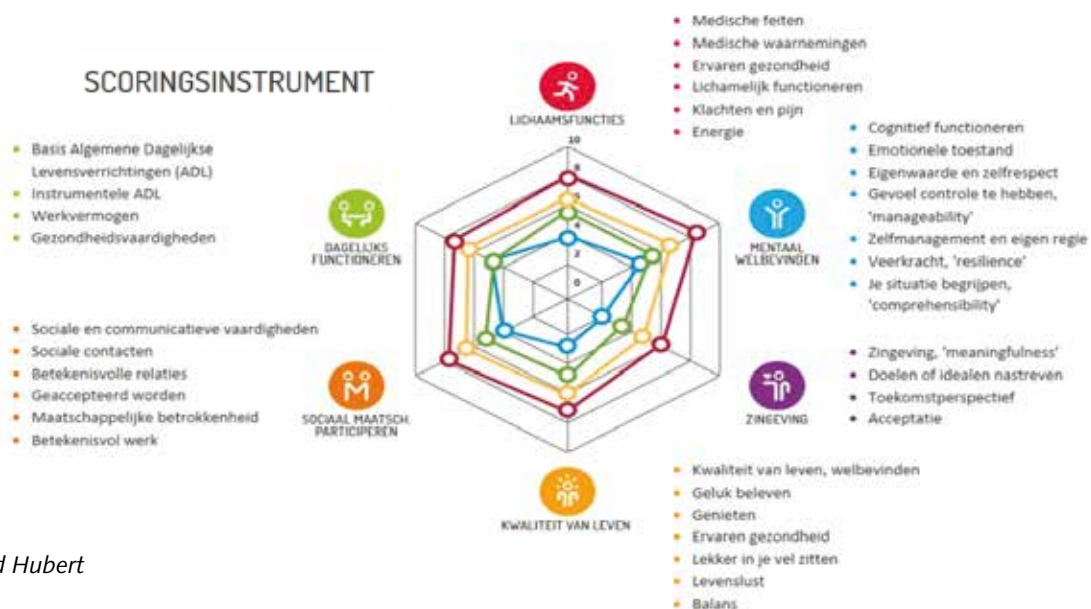 SCORINGSINSTRUMENT
LICHAAMSFUNCTIES
• Medische feiten
• Medische waarnemingen
• Ervaren gezondheid
• Lichamelijk functioneren
• Klachten en pijn
• Energie
MENTAAL
WELBEVINDEN
• Cognitief functioneren
• Emotionele toestand
• Eigenwaarde en zelfrespect
• Gevoel controle te hebben,
'manageability'
• Zelfmanagement en eigen regie
• Veerkracht, 'resilience'
• Je situatie begrijpen,
'comprehensibility'
ZINGEVING
• Zingeving, 'meaningfulness'
• Doelen of idealen nastreven
• Toekomstperspectief
• Acceptatie
KWALITEIT VAN LEVEN
• Kwaliteit van leven, welbevinden
• Geluk beleven
• Genieten
• Ervaren gezondheid
• Lekker in je vel zitten
• Levenslust
• Balans
SOCIAAL MAATSCH.
PARTICIPEREN
• Sociale en communicatieve vaardigheden
• Sociale contacten
• Betekenisvolle relaties
• Geaccepteerd worden
• Maatschappelijke betrokkenheid
• Betekenisvol werk
DAGELIJKS
FUNCTIONEREN
• Basis Algemene Dagelijkse
Levensverrichtingen (ADL)
• Instrumentele ADL
• Werkvermogen
• Gezondheidsvaardigheden
10
8
4
2
0
d Hubert